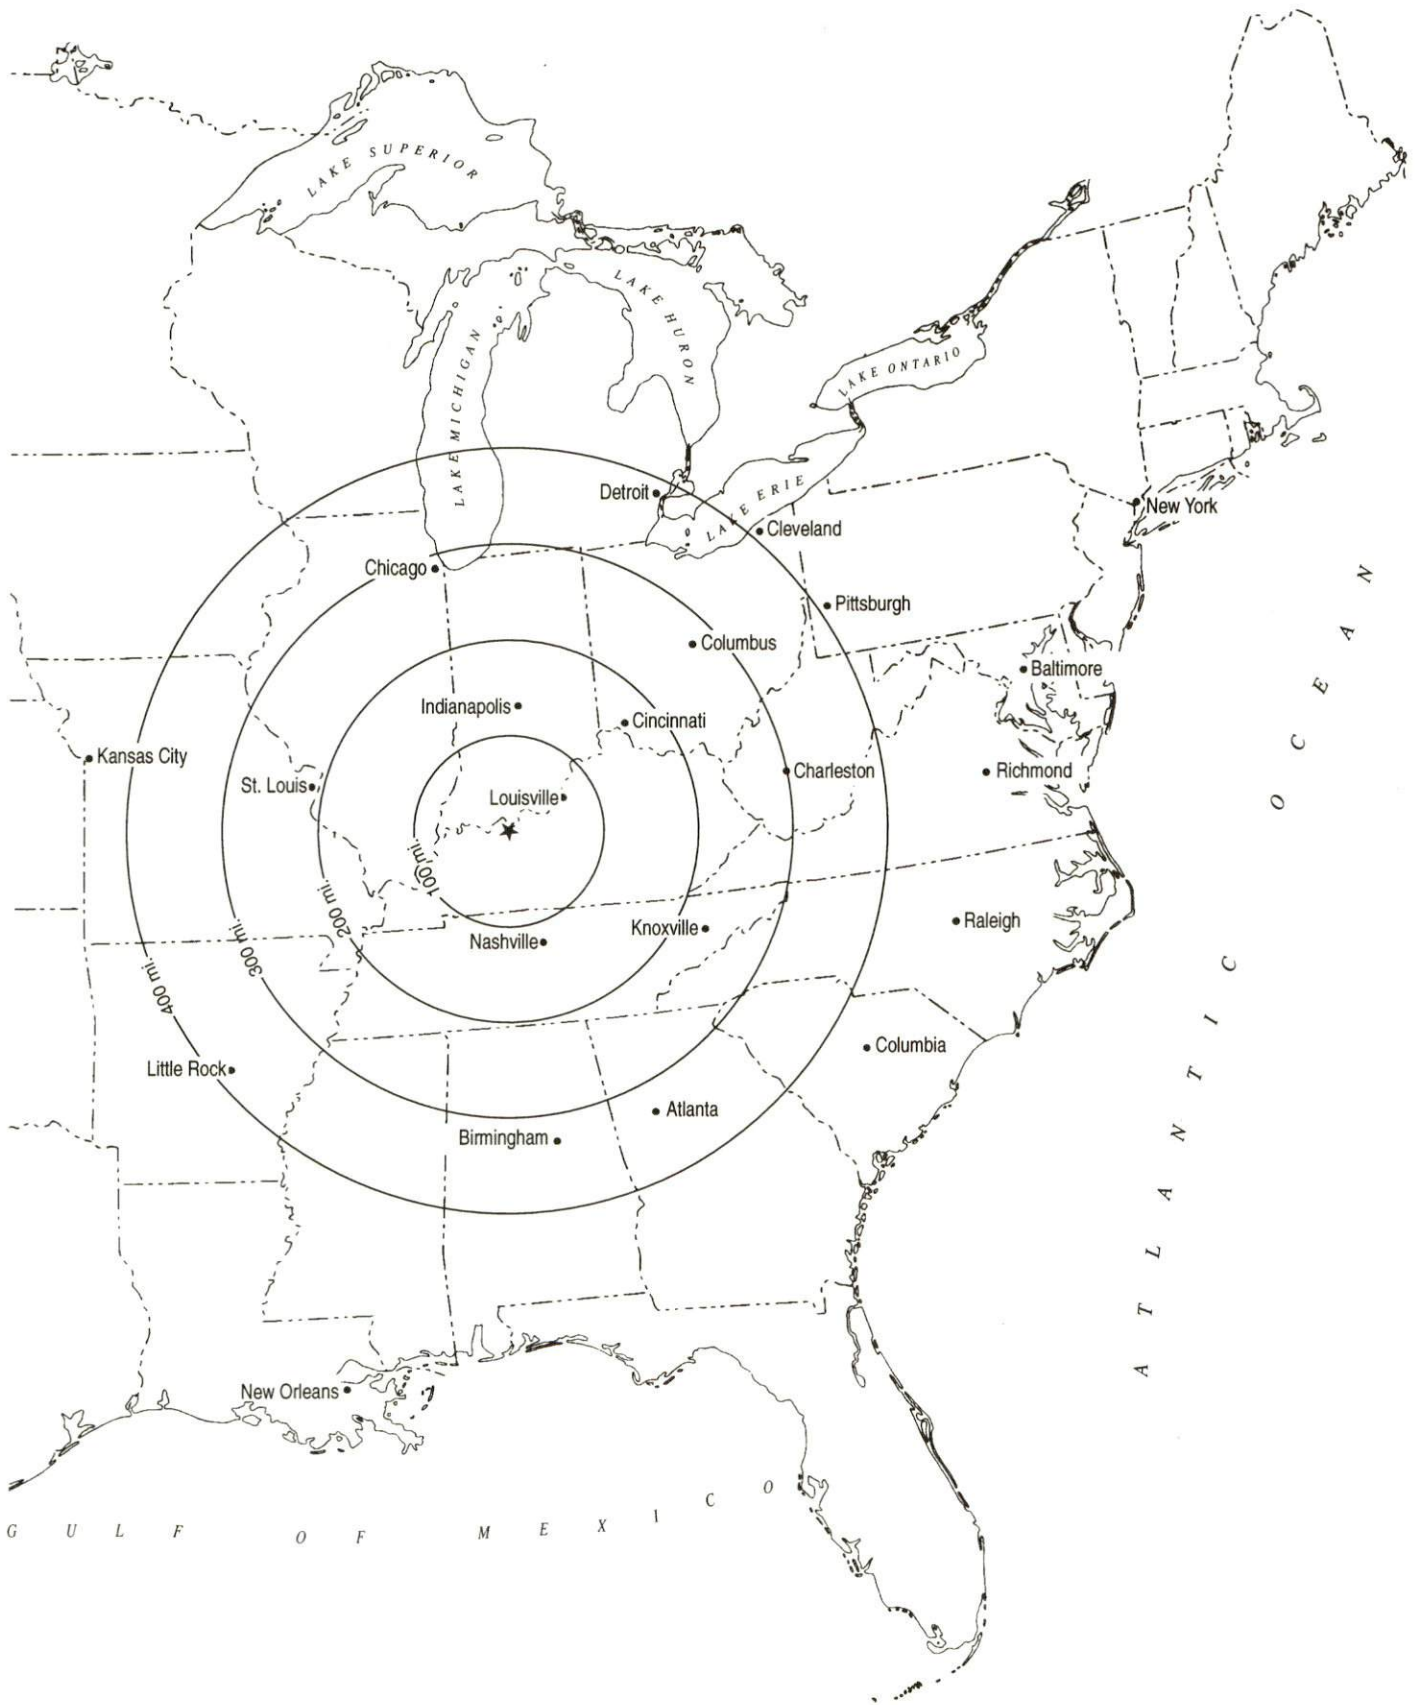 LAKE SUPERIOR
LAKE HURON
LAKE MICHIGAN
LAKE ONTARIO
LAKE ERIE
Detroit
New York
Cleveland
Chicago
Pittsburgh
Columbus
Baltimore
Indianapolis
Cincinnati
Kansas City
Charleston
Richmond
St. Louis
Louisville
100 mi.
200 mi.
300 mi.
400 mi.
Raleigh
Knoxville
Nashville
Columbia
Little Rock
Atlanta
Birmingham
ATLANTIC OCEAN
New Orleans
GULF OF MEXICO